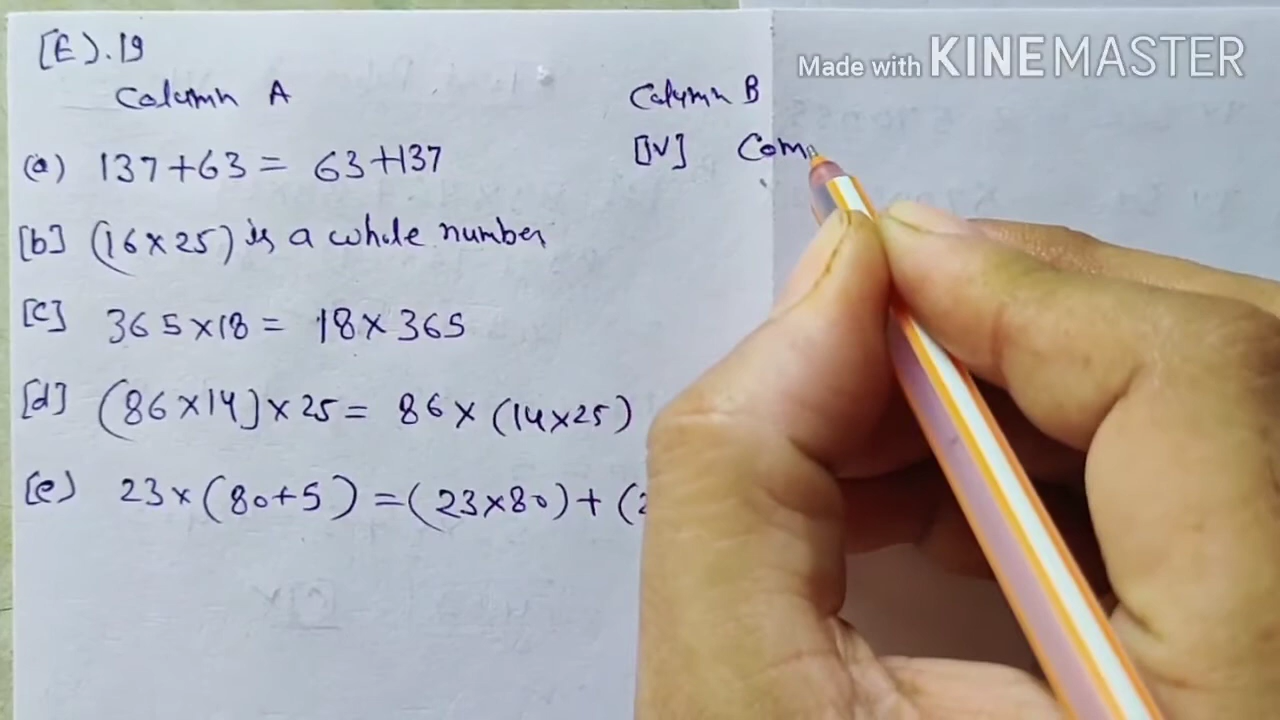 [E).19
Made with KINEMASTER
Column A
Column B
(a) 137+63 = 63+137
[IV] Com
[b] (16×25) is a whole number
[C] 365×18 = 18×365
[d] (86×14)×25 = 86×(14×25)
[e) 23×(80+5) = (23×80)+(2